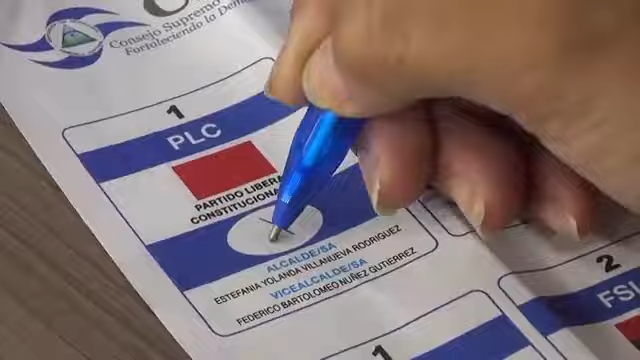 Consejo Supremo
Fortaleciendo la Dem
1
PLC
PARTIDO LIBERA
CONSTITUCIONA
ALCALDE/SA
ESTEFANIA YOLANDA VILLANUEVA RODRIGUEZ
VICEALCALDE/SA
FEDERICO BARTOLOMEO NUÑEZ GUTIERREZ
2
FSL
1